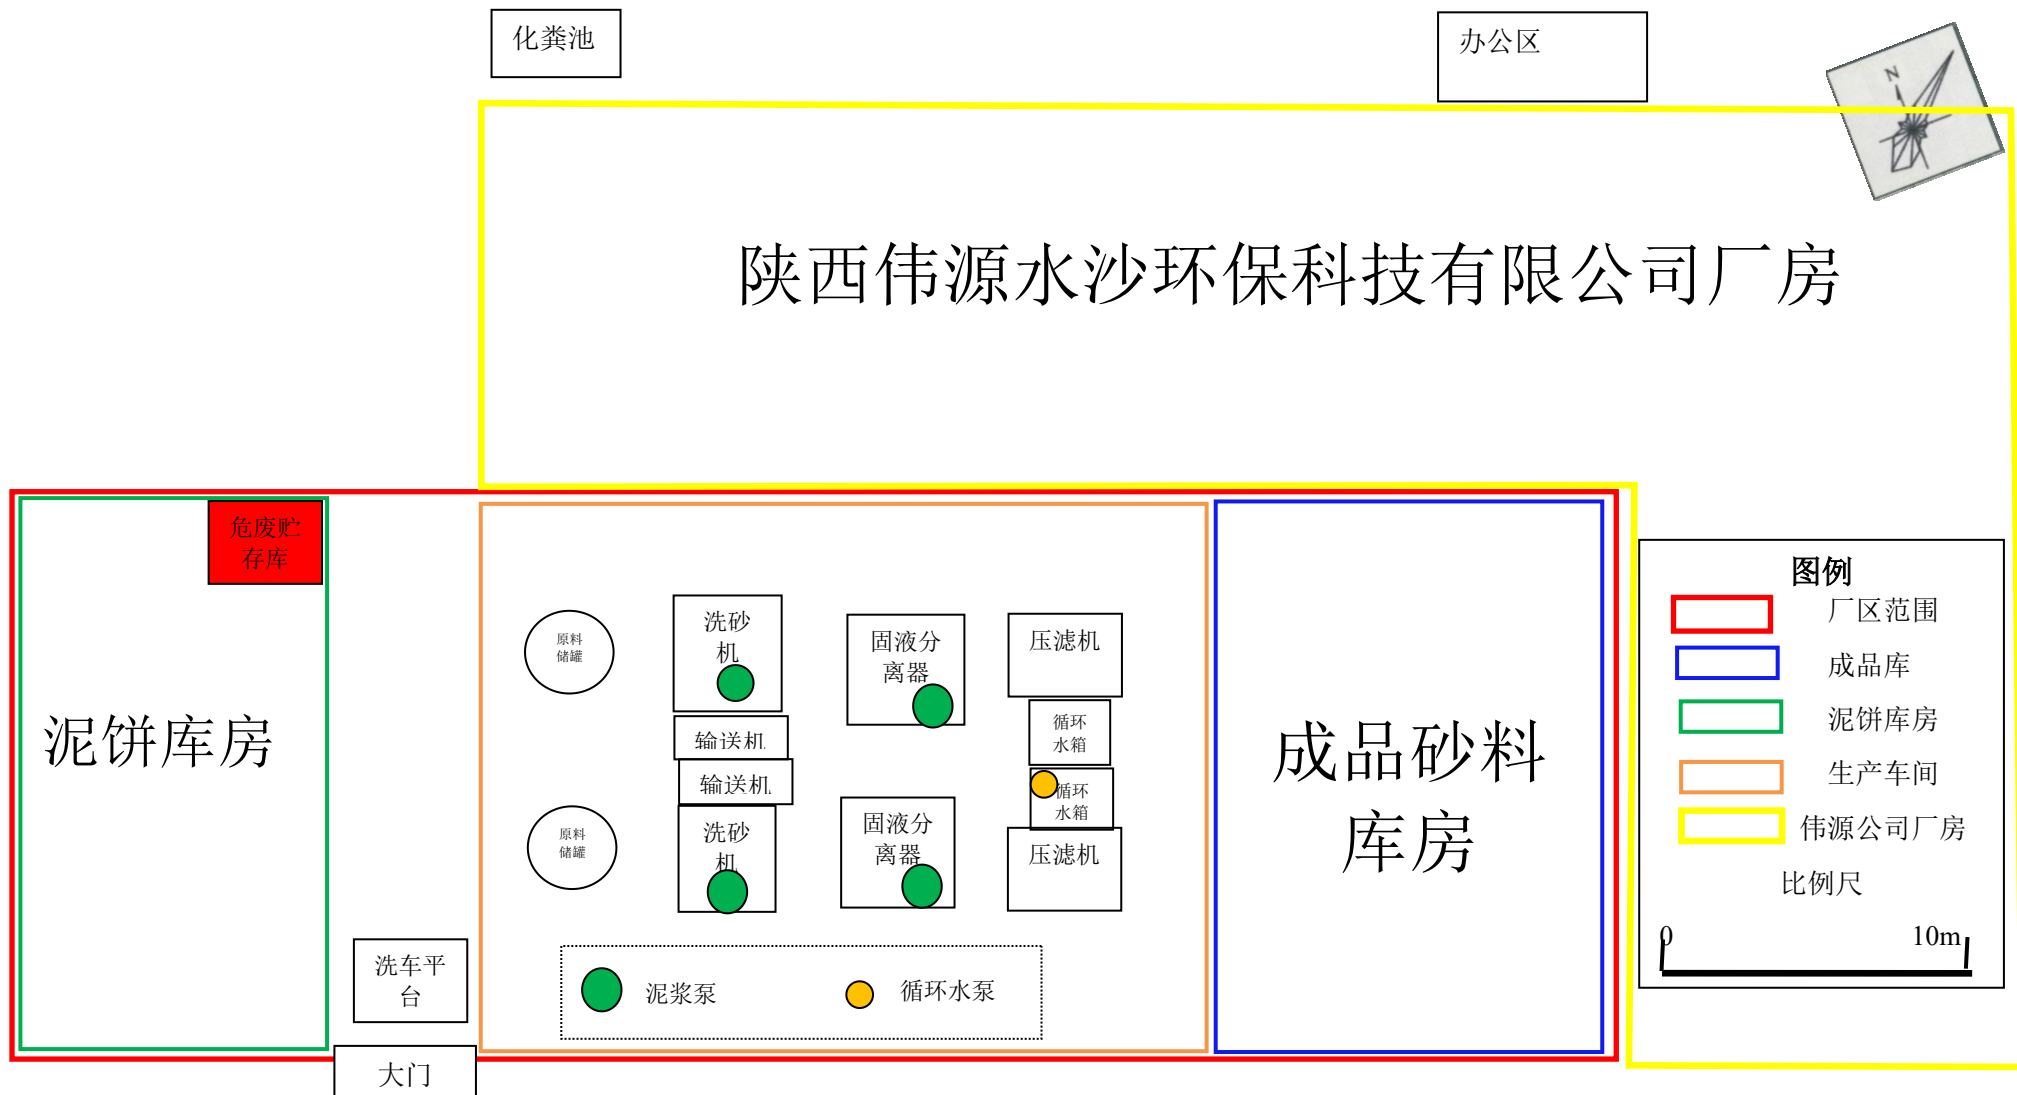 化粪池
办公区
N
陕西伟源水沙环保科技有限公司厂房
危废贮
存库
泥饼库房
原料
储罐
洗砂
机
固液分
离器
压滤机
输送机
循环
水箱
输送机
循环
水箱
原料
储罐
洗砂
机
固液分
离器
压滤机
成品砂料
库房
洗车平
台
泥浆泵
循环水泵
大门
图例
厂区范围
成品库
泥饼库房
生产车间
伟源公司厂房
比例尺
0
10m